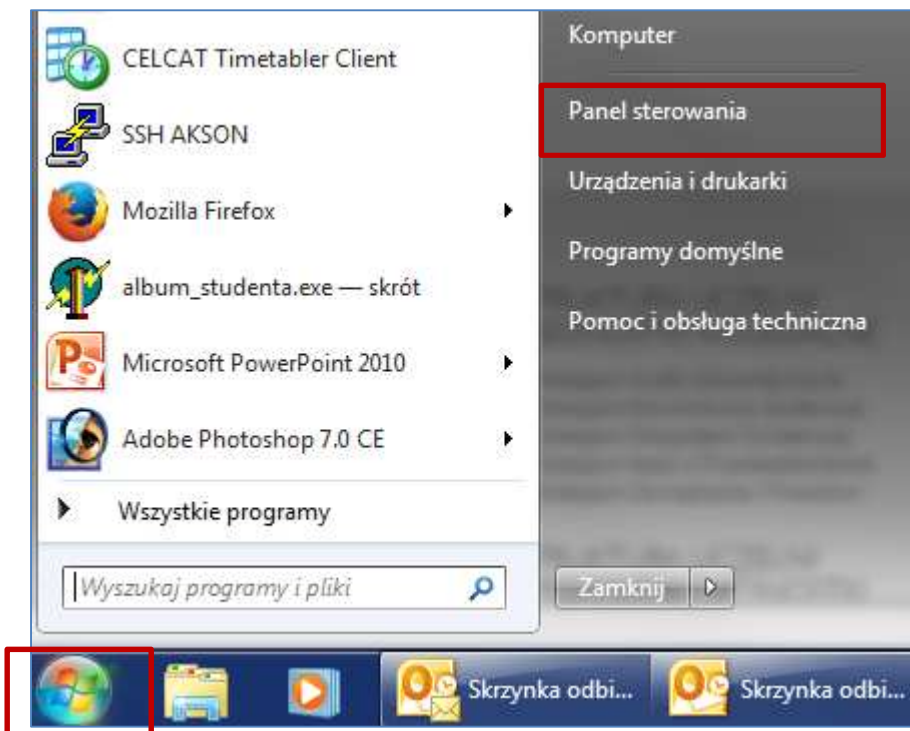 CELCAT Timetabler Client
SSH AKSON
Mozilla Firefox
album_studenta.exe — skrót
Microsoft PowerPoint 2010
Adobe Photoshop 7.0 CE
Wszystkie programy
Wyszukaj programy i pliki
Komputer
Panel sterowania
Urządzenia i drukarki
Programy domyślne
Pomoc i obsługa techniczna
Zamknij
Skrzynka odbi...
Skrzynka odbi...